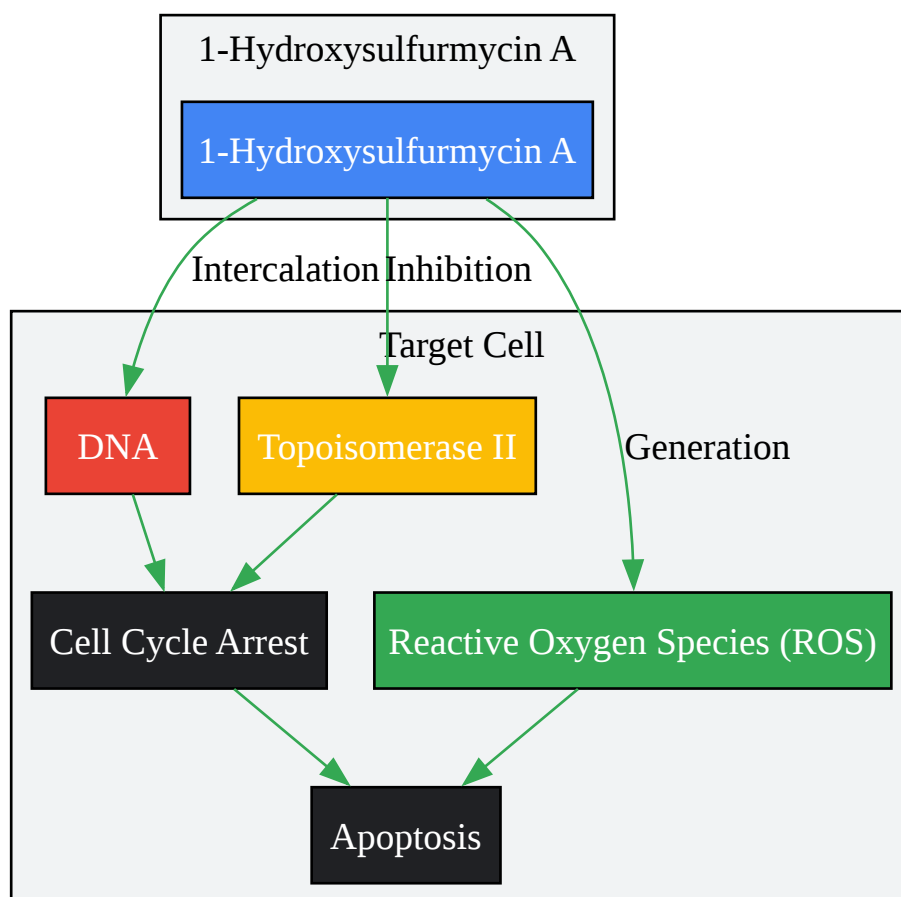 1-Hydroxysulfurmycin A
1-Hydroxysulfurmycin A
Intercalation
Inhibition
Target Cell
DNA
Topoisomerase II
Generation
Cell Cycle Arrest
Reactive Oxygen Species (ROS)
Apoptosis